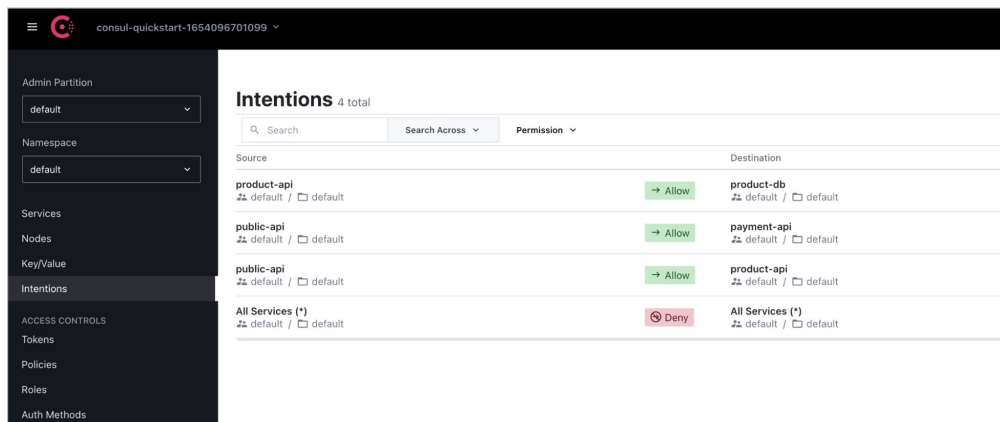 consul-quickstart-1654096701099
Admin Partition
default
Namespace
default
Services
Nodes
Key/Value
Intentions
ACCESS CONTROLS
Tokens
Policies
Roles
Auth Methods
Intentions 4 total
Search Search Across Permission
Source Destination
product-api → Allow product-db
default / default default / default
public-api → Allow payment-api
default / default default / default
public-api → Allow product-api
default / default default / default
All Services (*) Deny All Services (*)
default / default default / default